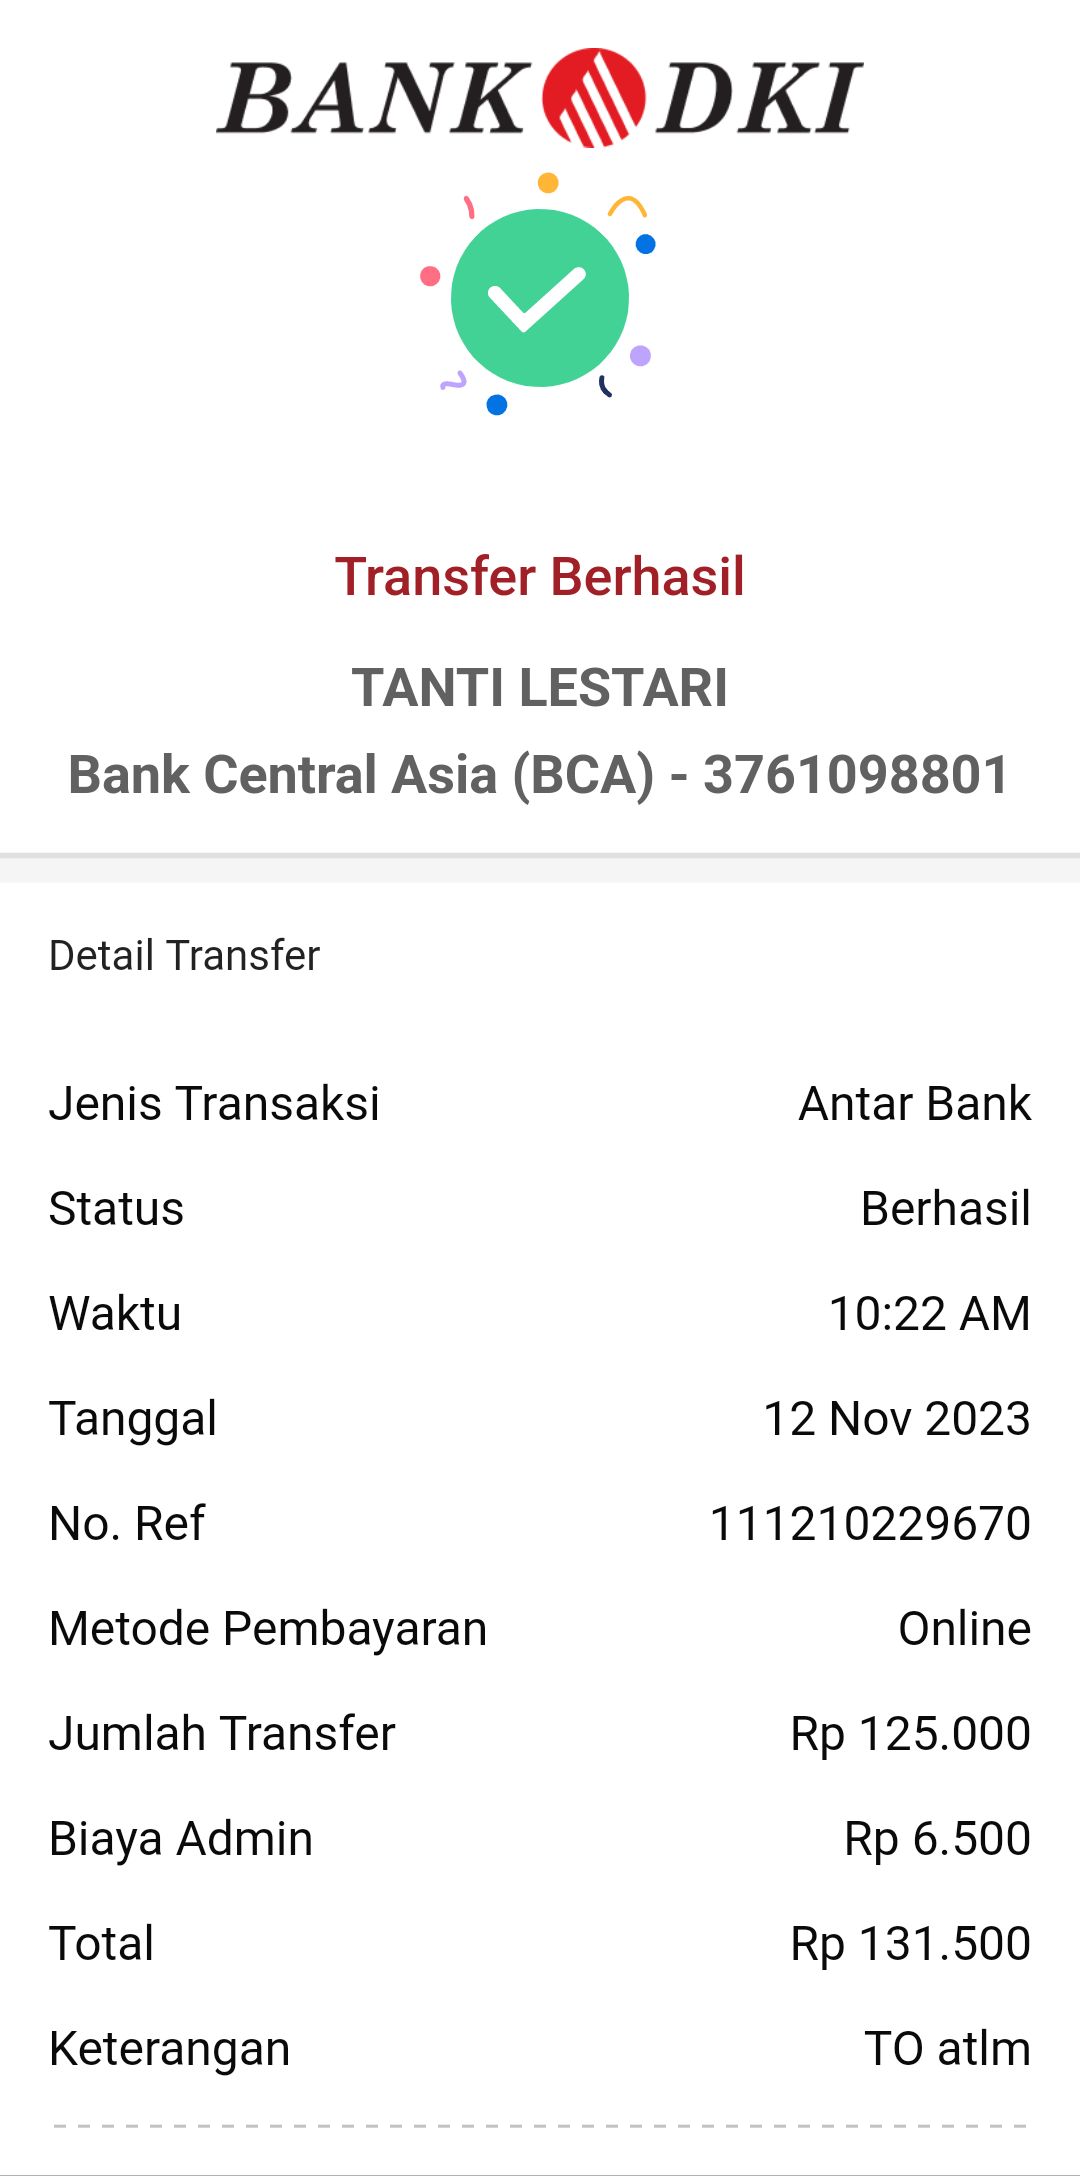 BANK DKI
Transfer Berhasil
TANTI LESTARI
Bank Central Asia (BCA) - 3761098801
Detail Transfer
Jenis Transaksi Antar Bank
Status Berhasil
Waktu 10:22 AM
Tanggal 12 Nov 2023
No. Ref 111210229670
Metode Pembayaran Online
Jumlah Transfer Rp 125.000
Biaya Admin Rp 6.500
Total Rp 131.500
Keterangan TO atlm